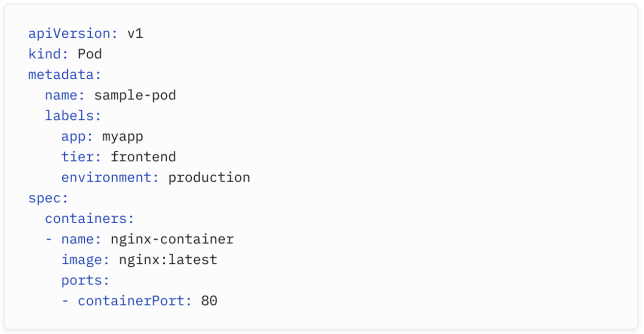 apiVersion: v1
kind: Pod
metadata:
  name: sample-pod
  labels:
    app: myapp
    tier: frontend
    environment: production
spec:
  containers:
  - name: nginx-container
    image: nginx:latest
    ports:
    - containerPort: 80